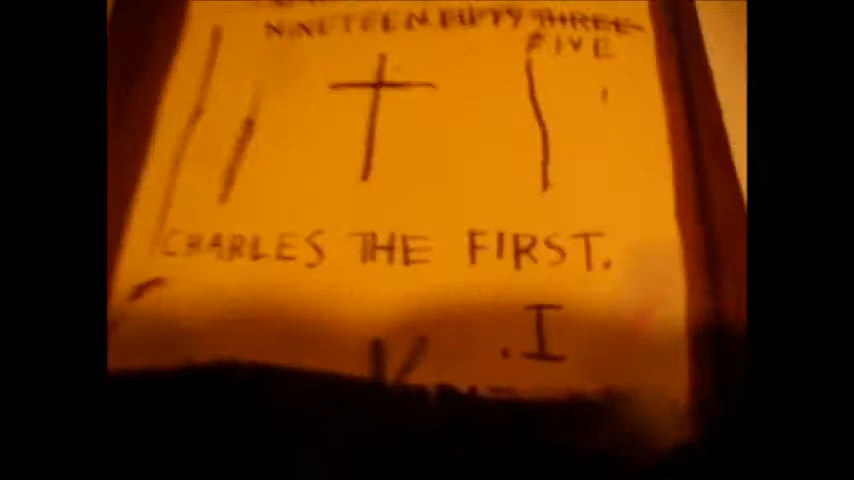 NINETEEN FIFTY THREE
FIVE
CHARLES THE FIRST.
.I